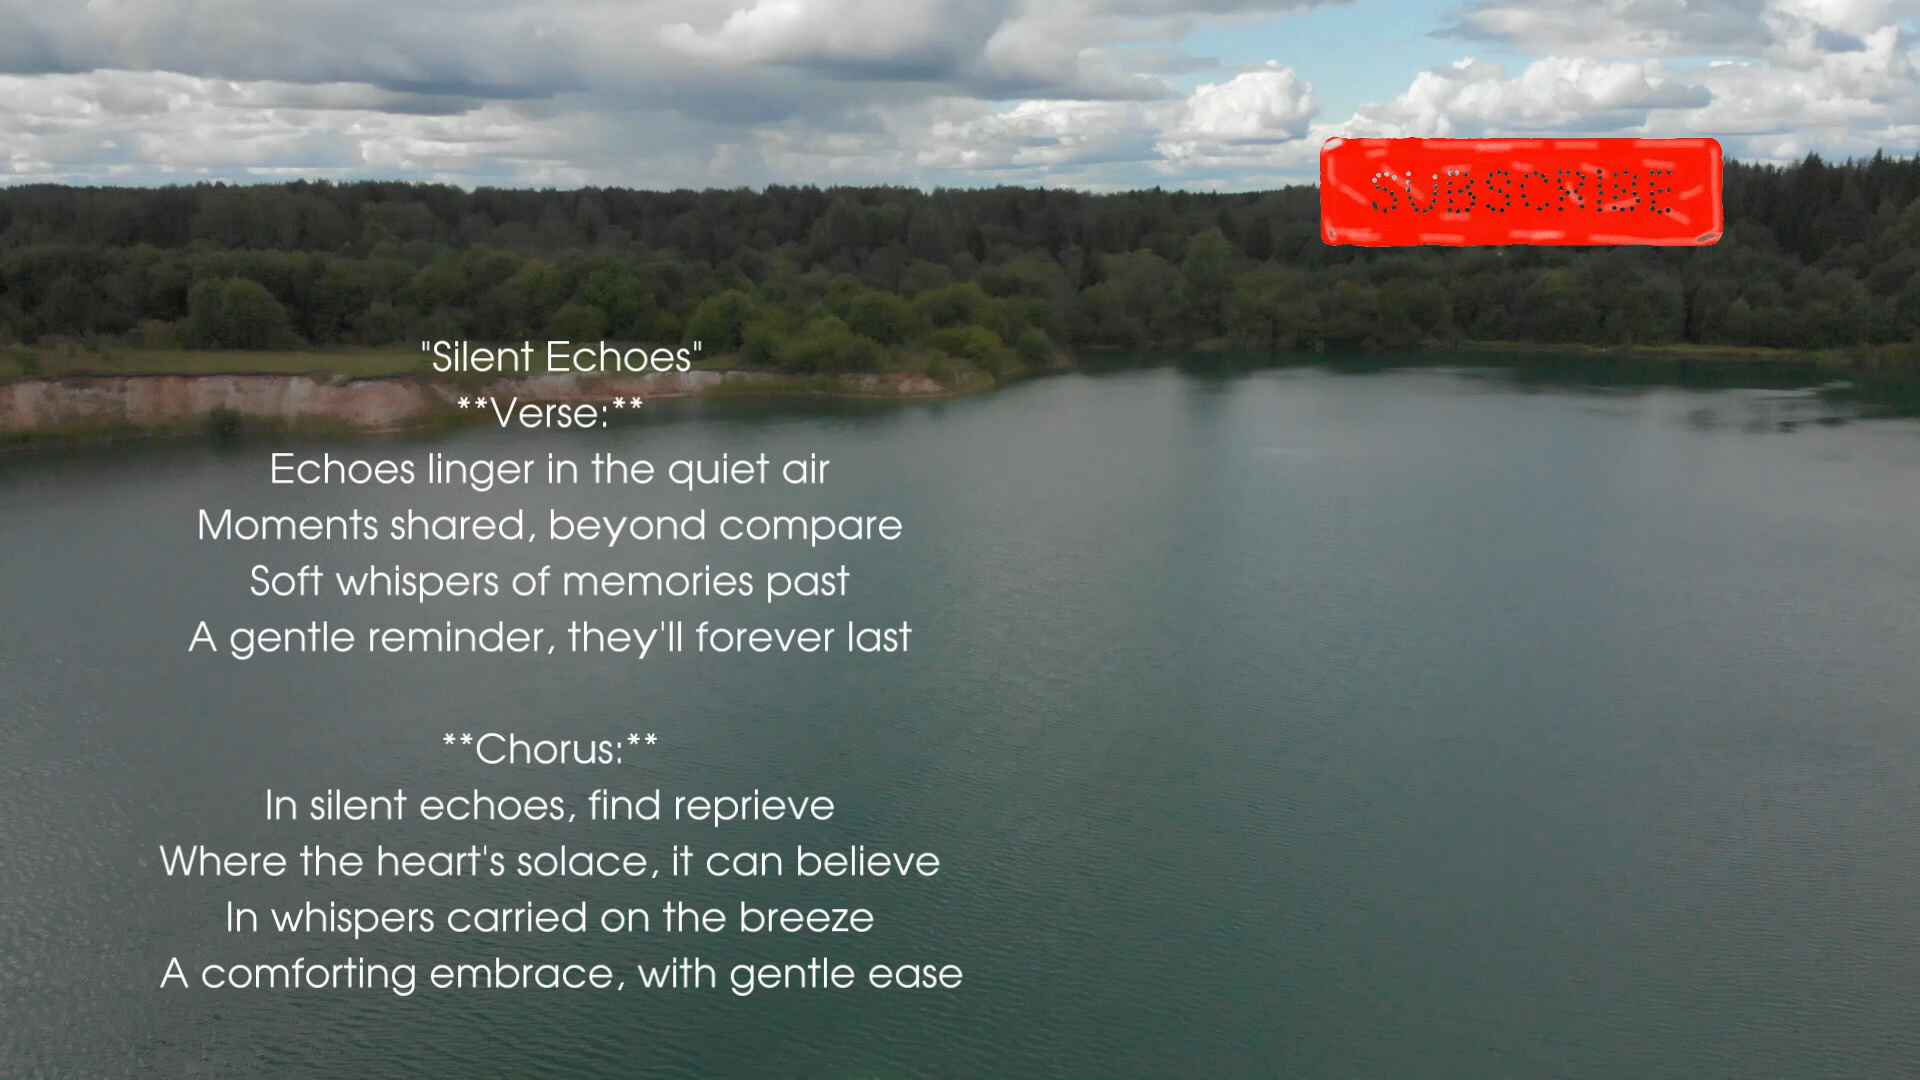 SUBSCRIBE
"Silent Echoes"
**Verse:**
Echoes linger in the quiet air
Moments shared, beyond compare
Soft whispers of memories past
A gentle reminder, they'll forever last
**Chorus:**
In silent echoes, find reprieve
Where the heart's solace, it can believe
In whispers carried on the breeze
A comforting embrace, with gentle ease